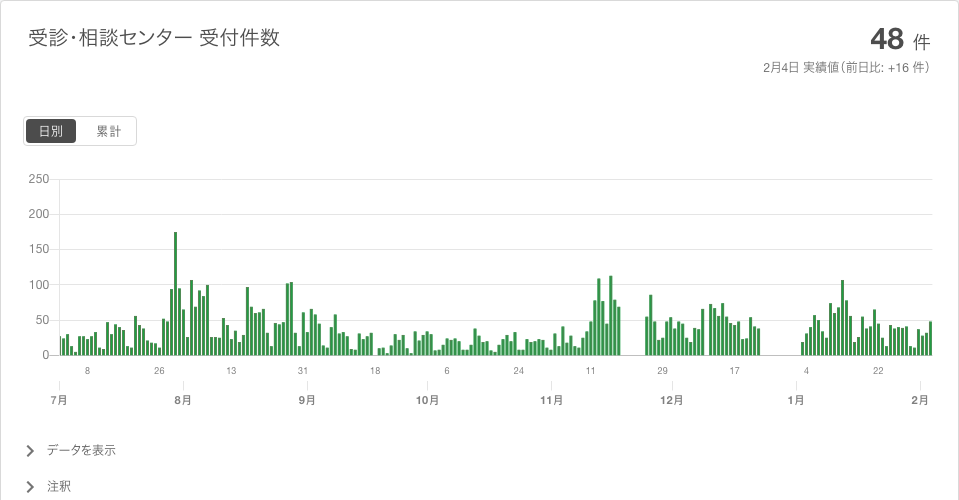 受診・相談センター 受付件数
48 件
2月4日 実績値（前日比: +16 件）
日別 累計
250
200
150
100
50
0
8 26 13 31 18 6 24 11 29 17 4 22
7月 8月 9月 10月 11月 12月 1月 2月
データを表示
注釈